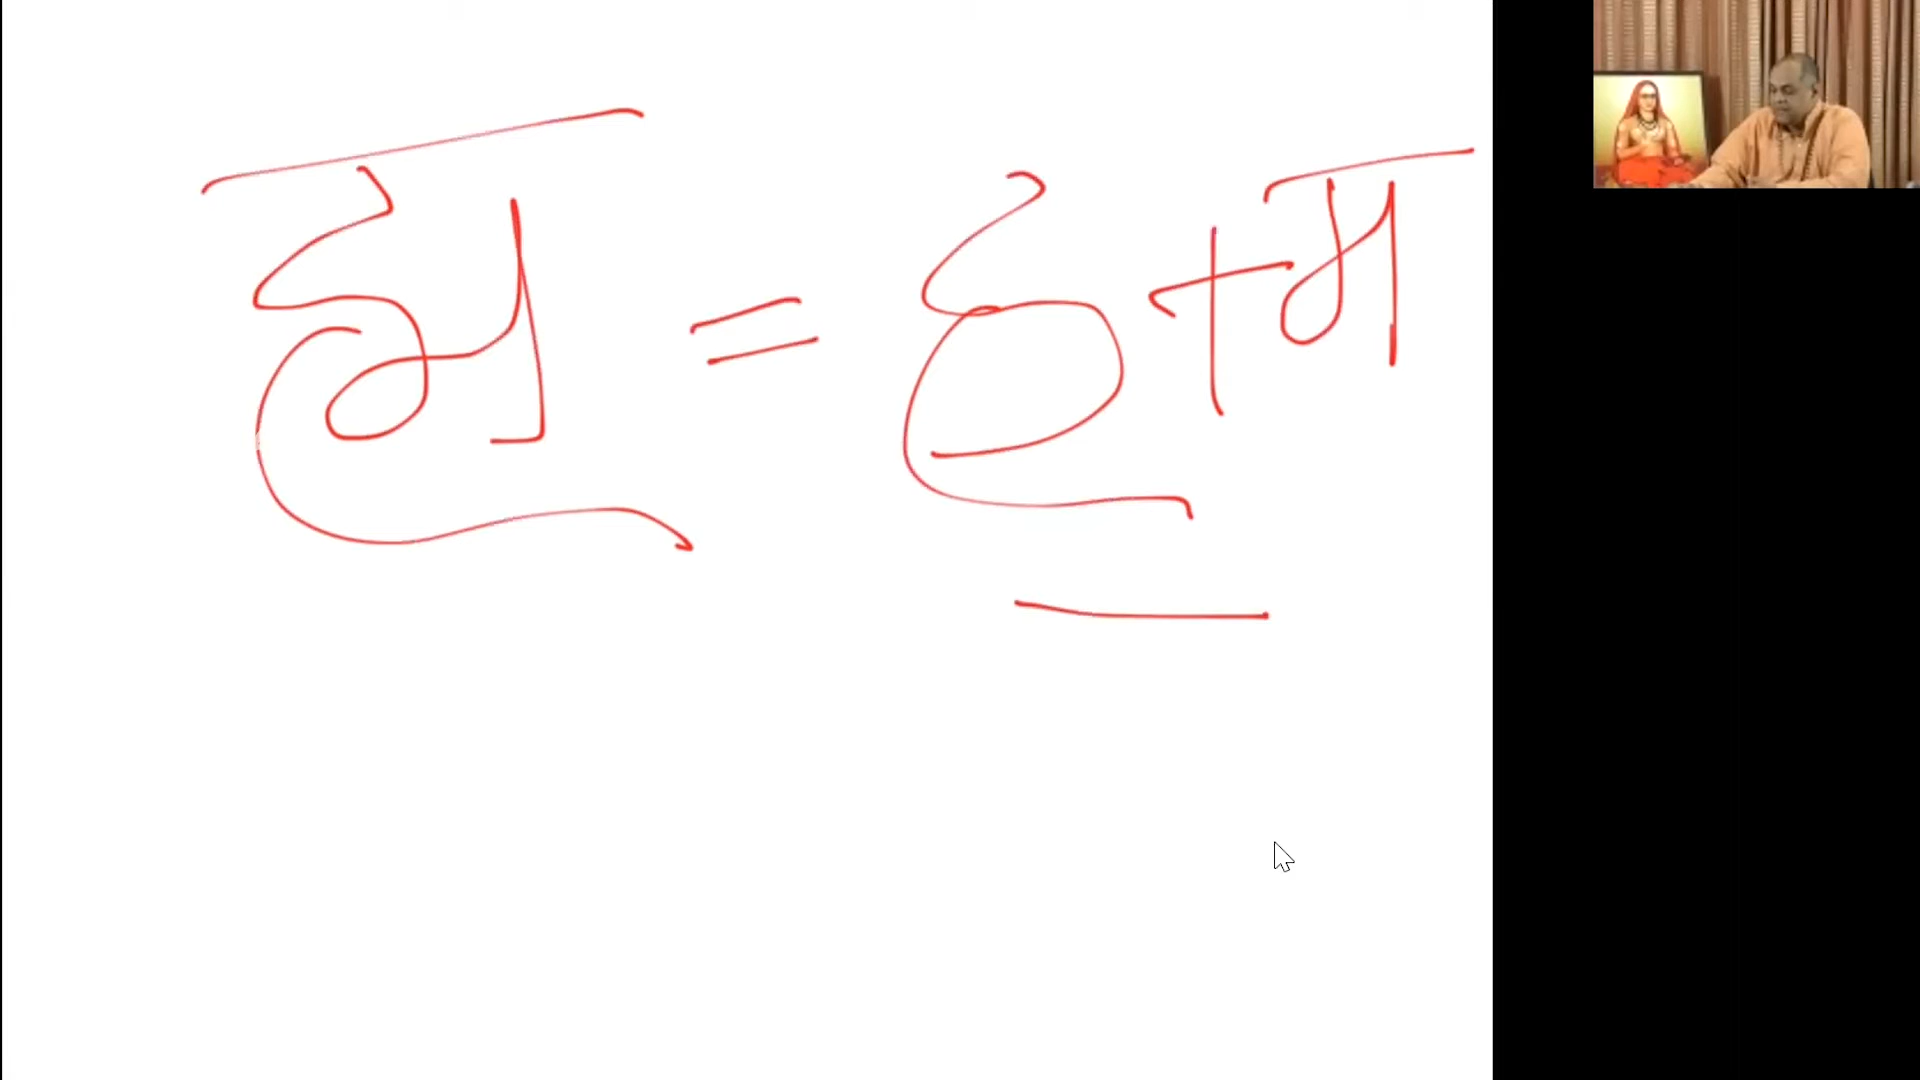 ह्म = ह + म